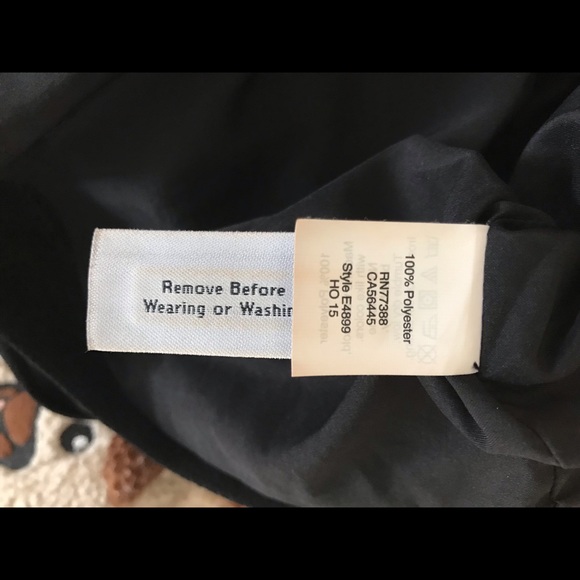 Remove Before
Wearing or Washin
100% Polyester
RN77388
CA56445
Style E4899
HO 15